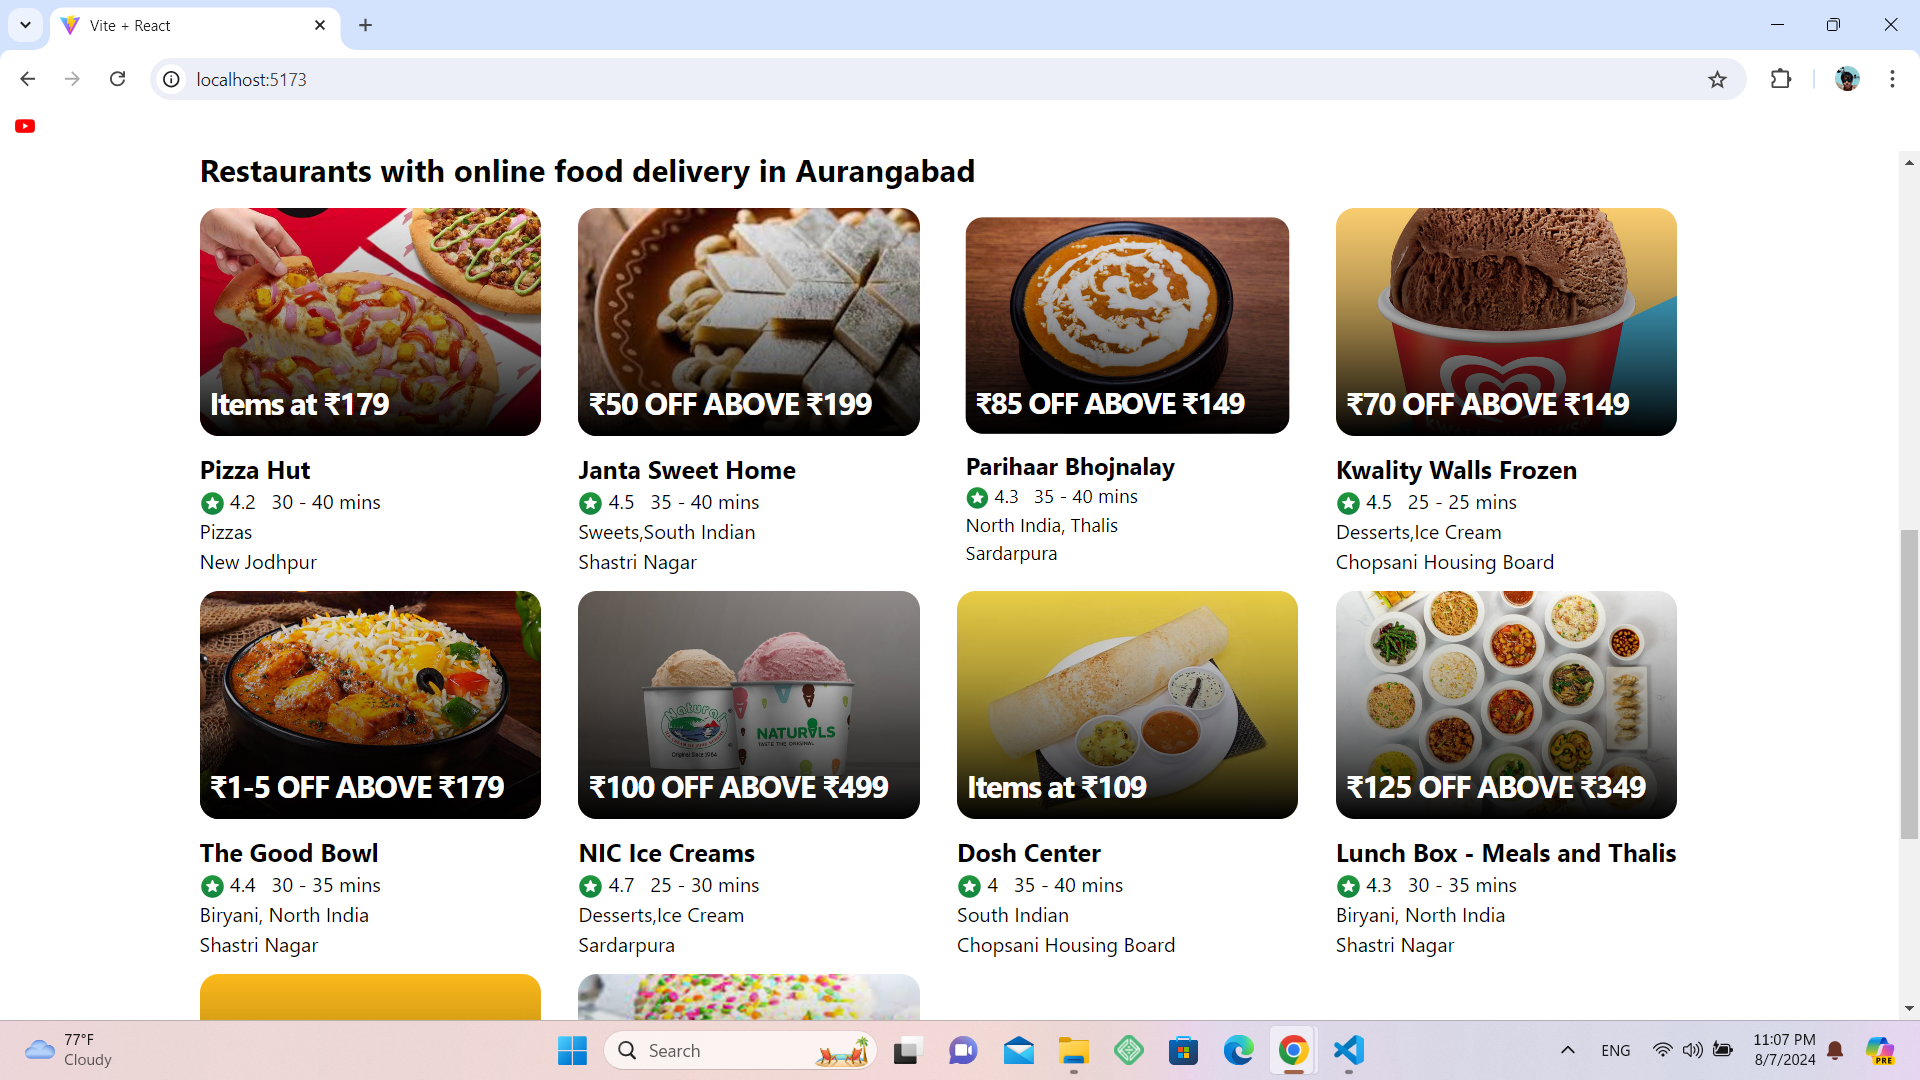 Vite + React
localhost:5173
Restaurants with online food delivery in Aurangabad
Items at ₹179
₹50 OFF ABOVE ₹199
₹85 OFF ABOVE ₹149
₹70 OFF ABOVE ₹149
Pizza Hut
4.2 30 - 40 mins
Pizzas
New Jodhpur
Janta Sweet Home
4.5 35 - 40 mins
Sweets,South Indian
Shastri Nagar
Parihaar Bhojnalay
4.3 35 - 40 mins
North India, Thalis
Sardarpura
Kwality Walls Frozen
4.5 25 - 25 mins
Desserts,Ice Cream
Chopsani Housing Board
₹1-5 OFF ABOVE ₹179
Naturals
Original Since 1984
NATURALS
TASTE THE ORIGINAL
₹100 OFF ABOVE ₹499
Items at ₹109
₹125 OFF ABOVE ₹349
The Good Bowl
4.4 30 - 35 mins
Biryani, North India
Shastri Nagar
NIC Ice Creams
4.7 25 - 30 mins
Desserts,Ice Cream
Sardarpura
Dosh Center
4 35 - 40 mins
South Indian
Chopsani Housing Board
Lunch Box - Meals and Thalis
4.3 30 - 35 mins
Biryani, North India
Shastri Nagar
77°F
Cloudy
Search
ENG
11:07 PM
8/7/2024
PRE